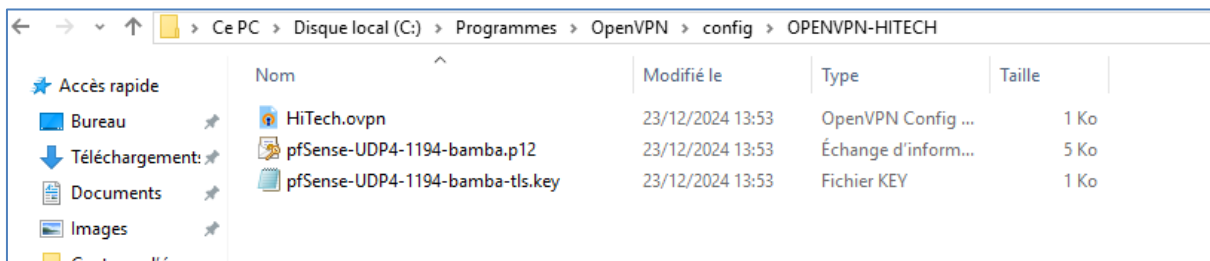 Ce PC > Disque local (C:) > Programmes > OpenVPN > config > OPENVPN-HITECH
Accès rapide
Bureau
Téléchargement:
Documents
Images
Nom Modifié le Type Taille
HiTech.ovpn 23/12/2024 13:53 OpenVPN Config ... 1 Ko
pfSense-UDP4-1194-bamba.p12 23/12/2024 13:53 Échange d'inform... 5 Ko
pfSense-UDP4-1194-bamba-tls.key 23/12/2024 13:53 Fichier KEY 1 Ko